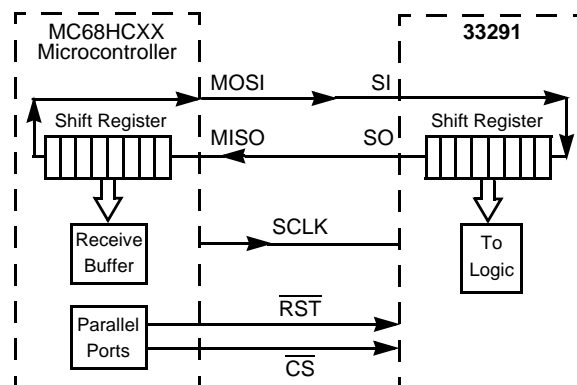 MC68HCXX
Microcontroller
33291
MOSI
SI
Shift Register
Shift Register
MISO
SO
Receive
Buffer
SCLK
To
Logic
Parallel
Ports
RST
CS